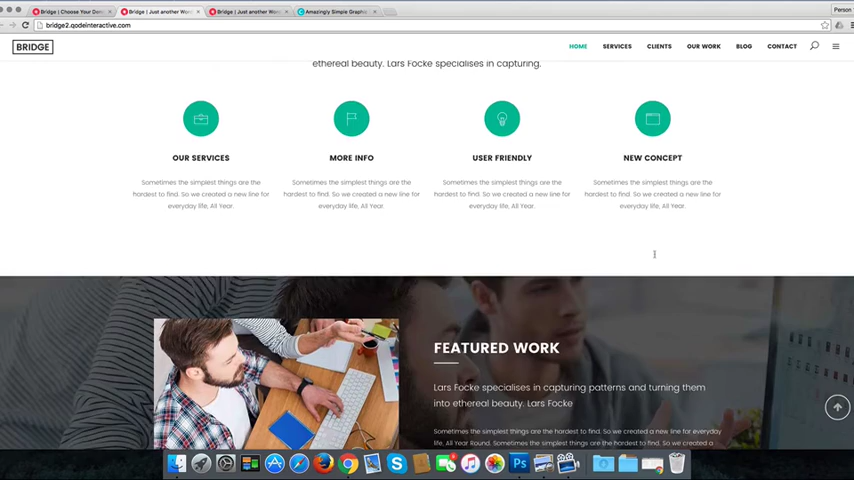 Bridge | Choose Your Dem
Bridge | Just another Word
Bridge | Just another Word
Amazingly Simple Graphic
Person
bridge2.qodeinteractive.com
BRIDGE
HOME
SERVICES
CLIENTS
OUR WORK
BLOG
CONTACT
ethereal beauty. Lars Focke specialises in capturing.
OUR SERVICES
MORE INFO
USER FRIENDLY
NEW CONCEPT
Sometimes the simplest things are the
hardest to find. So we created a new line for
everyday life, All Year.
Sometimes the simplest things are the
hardest to find. So we created a new line for
everyday life, All Year.
Sometimes the simplest things are the
hardest to find. So we created a new line for
everyday life, All Year.
Sometimes the simplest things are the
hardest to find. So we created a new line for
everyday life, All Year.
FEATURED WORK
Lars Focke specialises in capturing patterns and turning them
into ethereal beauty. Lars Focke
Sometimes the simplest things are the hardest to find. So we created a new line for everyday life,
All Year Round. Sometimes the simplest things are the hardest to find. So we created a